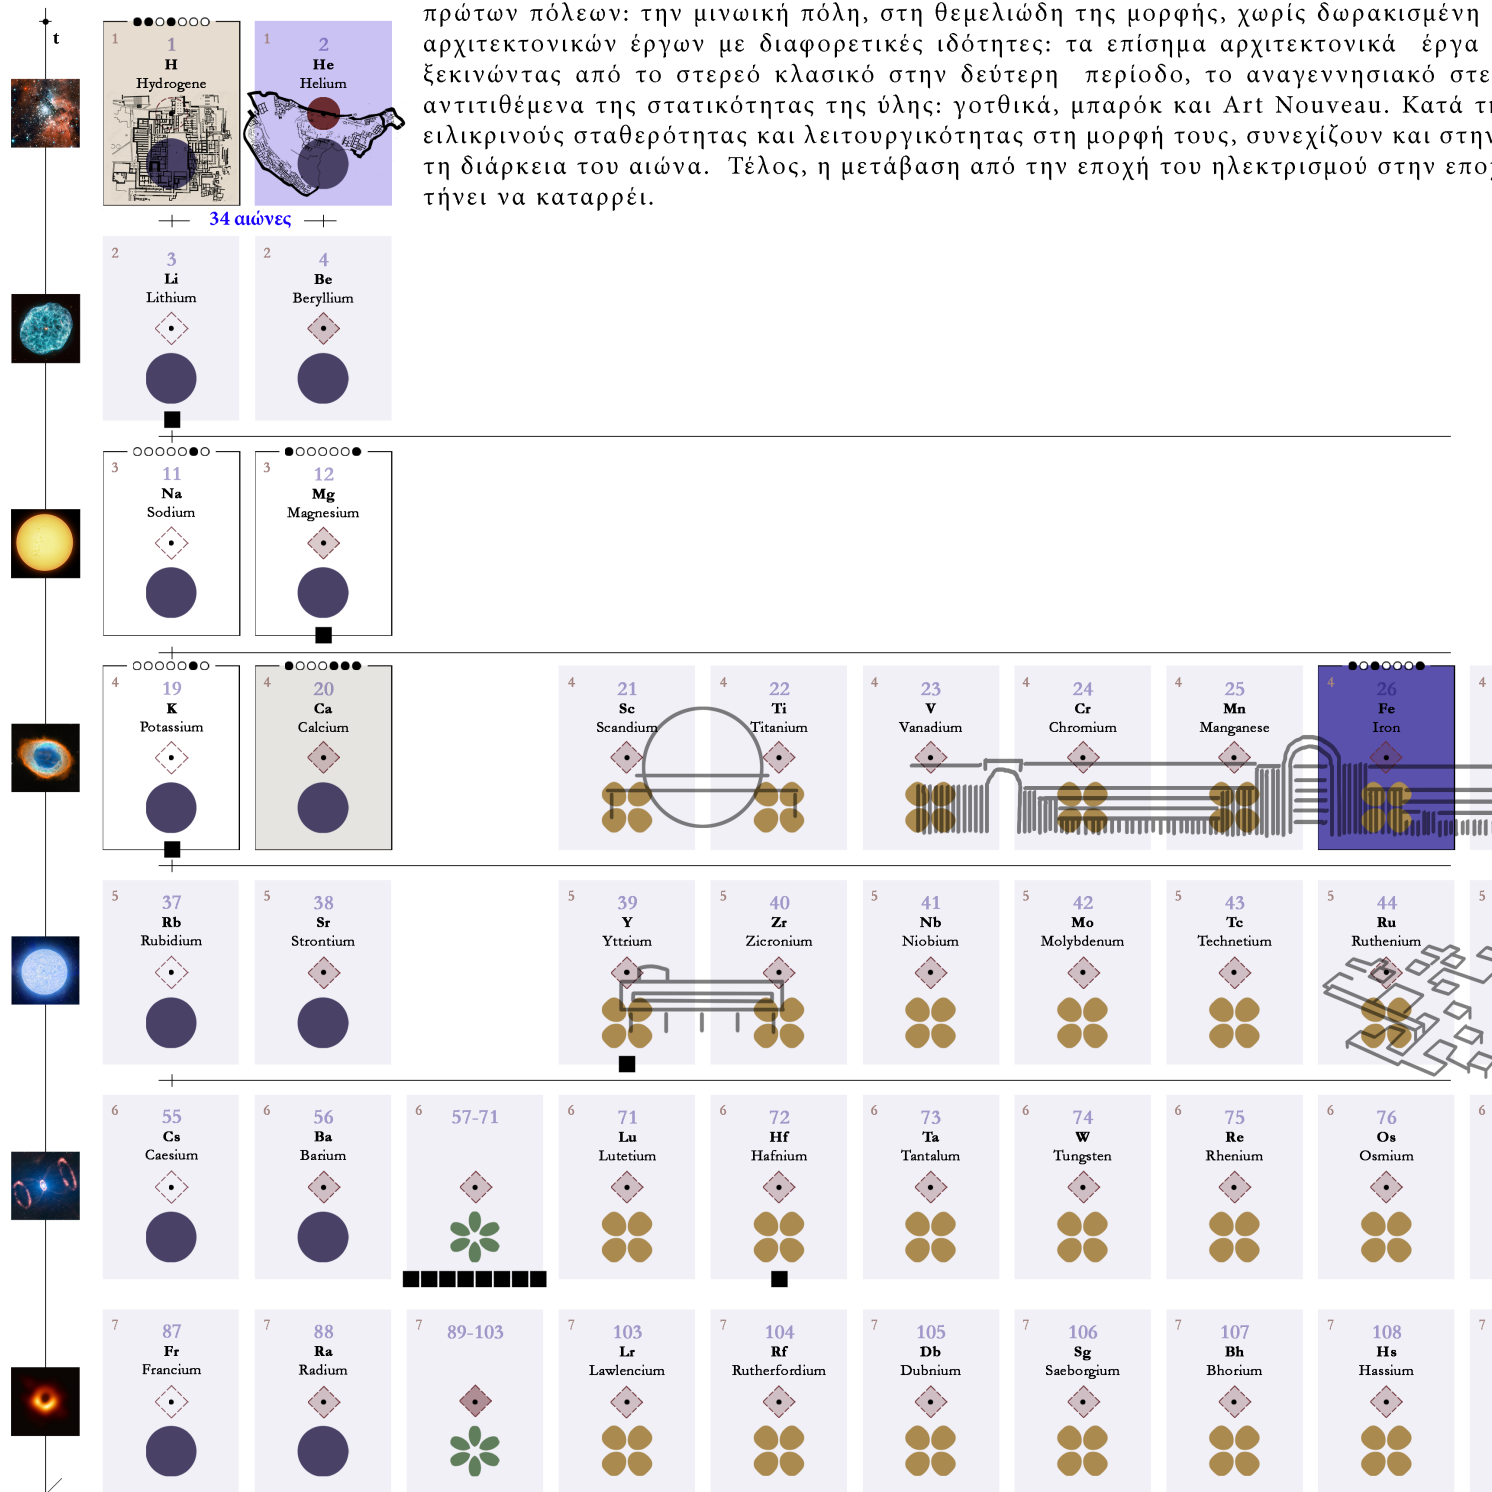 πρώτων πόλεων: την μινωική πόλη, στη θεμελιώδη της μορφής, χωρίς δωρακισμένη
αρχιτεκτονικών έργων με διαφορετικές ιδότητες: τα επίσημα αρχιτεκτονικά έργα
ξεκινώντας από το στερεό κλασικό στην δεύτερη περίοδο, το αναγεννησιακό στε
αντιτιθέμενα της στατικότητας της ύλης: γοτθικά, μπαρόκ και Art Nouveau. Κατά τη
ειλικρινούς σταθερότητας και λειτουργικότητας στη μορφή τους, συνεχίζουν και στην
τη διάρκεια του αιώνα. Τέλος, η μετάβαση από την εποχή του ηλεκτρισμού στην εποχ
τήνει να καταρρέι.
t
1 1 1 2
H He
Hydrogene Helium
34 αιώνες
2 3 2 4
Li Be
Lithium Beryllium
3 11 3 12
Na Mg
Sodium Magnesium
4 19 4 20 4 21 4 22 4 23 4 24 4 25 4 26 4
K Ca Sc Ti V Cr Mn Fe
Potassium Calcium Scandium Titanium Vanadium Chromium Manganese Iron
5 37 5 38 5 39 5 40 5 41 5 42 5 43 5 44 5
Rb Sr Y Zr Nb Mo Tc Ru
Rubidium Strontium Yttrium Zicronium Niobium Molybdenum Technetium Ruthenium
6 55 6 56 6 57-71 6 71 6 72 6 73 6 74 6 75 6 76 6
Cs Ba Lu Hf Ta W Re Os
Caesium Barium Lutetium Hafnium Tantalum Tungsten Rhenium Osmium
7 87 7 88 7 89-103 7 103 7 104 7 105 7 106 7 107 7 108 7
Fr Ra Lr Rf Db Sg Bh Hs
Francium Radium Lawlencium Rutherfordium Dubnium Saeborgium Bhorium Hassium